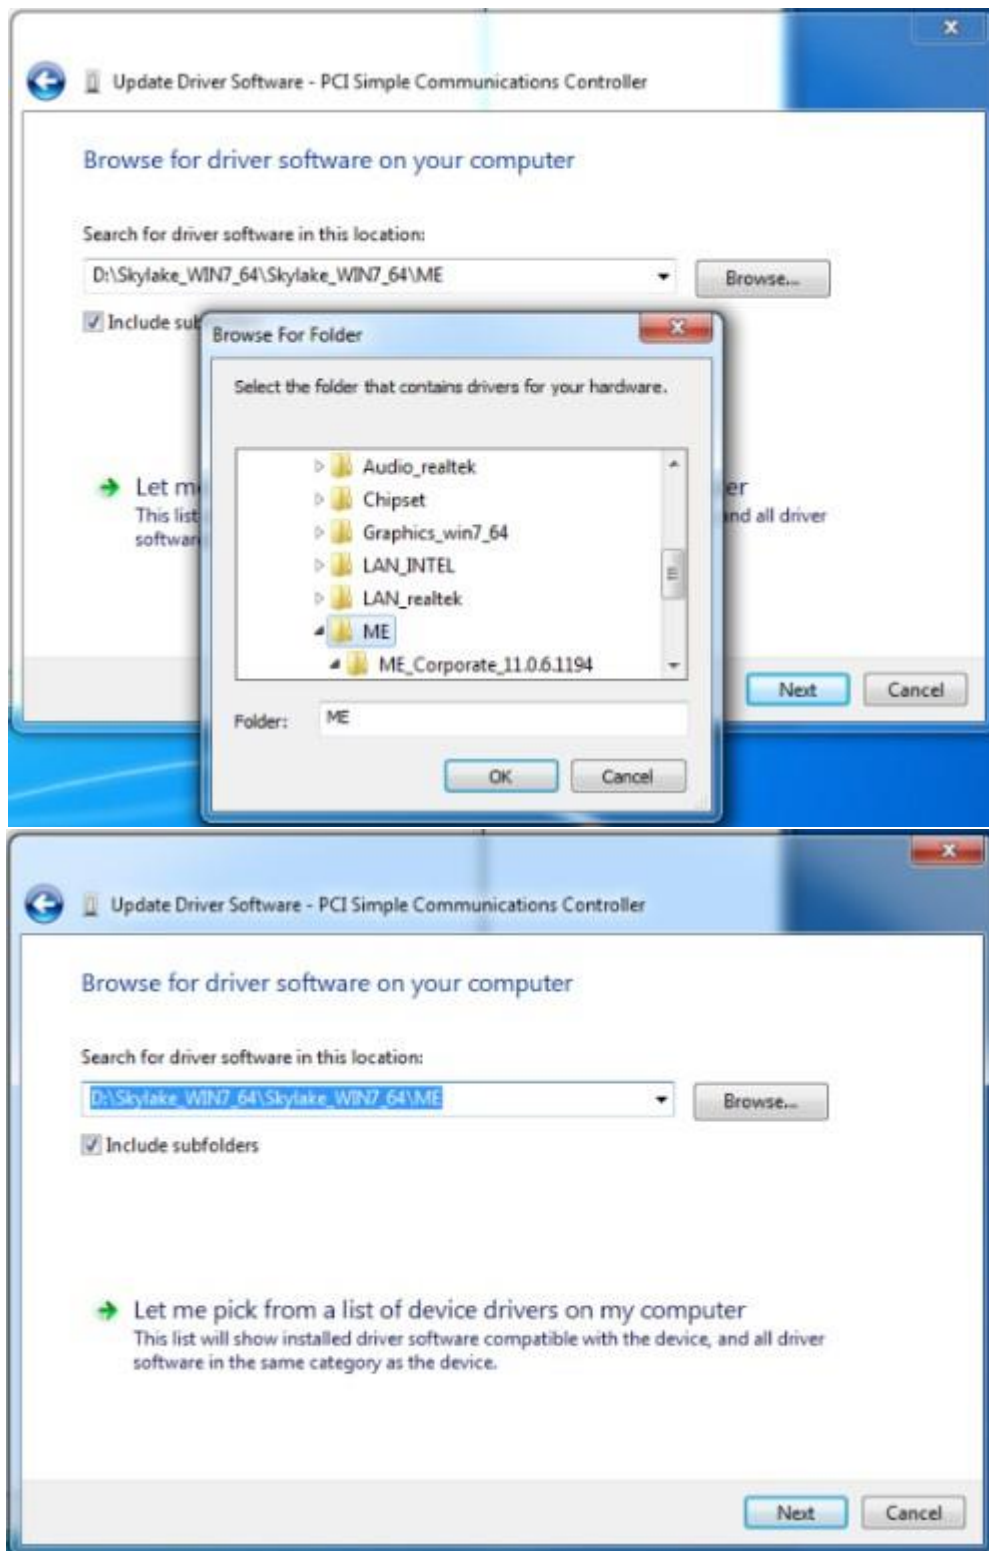 Update Driver Software - PCI Simple Communications Controller
Browse for driver software on your computer
Search for driver software in this location:
D:\Skylake_WIN7_64\Skylake_WIN7_64\ME
Browse...
Include sub
Browse For Folder
Select the folder that contains drivers for your hardware.
Audio_realtek
Chipset
Graphics_win7_64
LAN_INTEL
LAN_realtek
ME
ME_Corporate_11.0.6.1194
Let m er
This list and all driver
softwar
Folder: ME
OK Cancel
Next Cancel
Update Driver Software - PCI Simple Communications Controller
Browse for driver software on your computer
Search for driver software in this location:
D:\Skylake_WIN7_64\Skylake_WIN7_64\ME
Browse...
Include subfolders
Let me pick from a list of device drivers on my computer
This list will show installed driver software compatible with the device, and all driver
software in the same category as the device.
Next Cancel